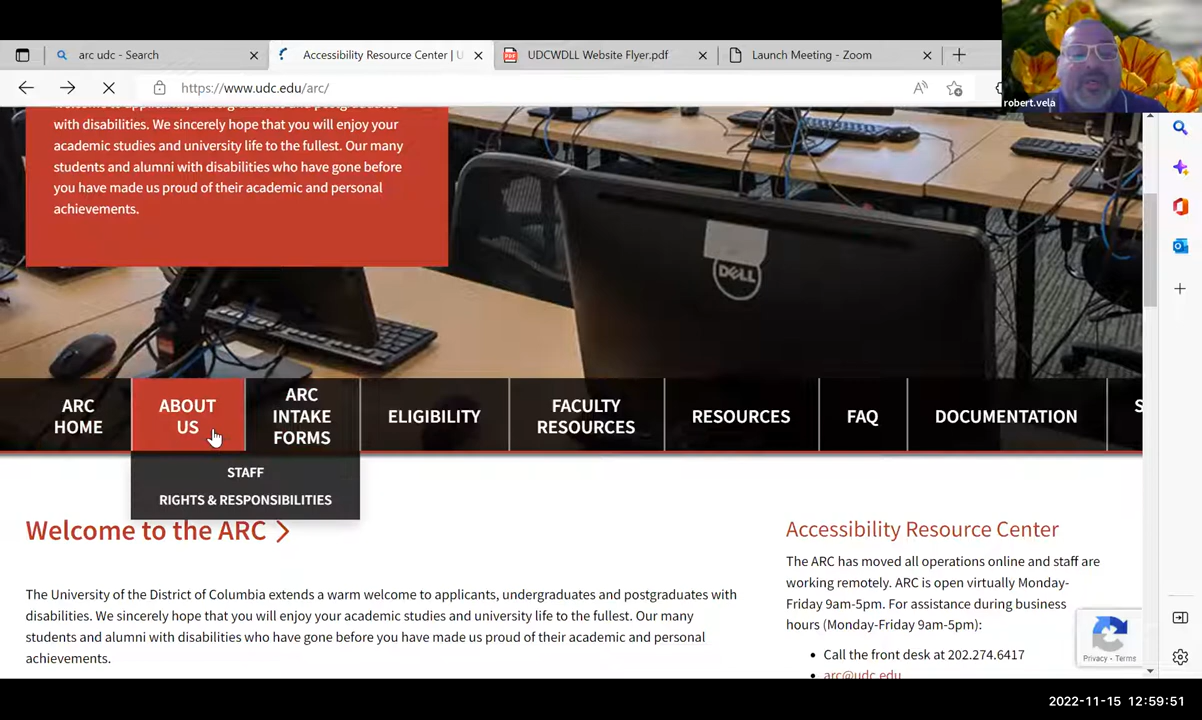 arc udc - Search
Accessibility Resource Center | U
UDCWDLL Website Flyer.pdf
Launch Meeting - Zoom
https://www.udc.edu/arc/
robert.vela
welcome to applicants, undergraduates and postgraduates
with disabilities. We sincerely hope that you will enjoy your
academic studies and university life to the fullest. Our many
students and alumni with disabilities who have gone before
you have made us proud of their academic and personal
achievements.
DELL
ARC
HOME
ABOUT
US
ARC
INTAKE
FORMS
ELIGIBILITY
FACULTY
RESOURCES
RESOURCES
FAQ
DOCUMENTATION
S
STAFF
RIGHTS & RESPONSIBILITIES
Welcome to the ARC
The University of the District of Columbia extends a warm welcome to applicants, undergraduates and postgraduates with
disabilities. We sincerely hope that you will enjoy your academic studies and university life to the fullest. Our many
students and alumni with disabilities who have gone before you have made us proud of their academic and personal
achievements.
Accessibility Resource Center
The ARC has moved all operations online and staff are
working remotely. ARC is open virtually Monday-
Friday 9am-5pm. For assistance during business
hours (Monday-Friday 9am-5pm):
• Call the front desk at 202.274.6417
• arc@udc.edu
Privacy - Terms
2022-11-15 12:59:51